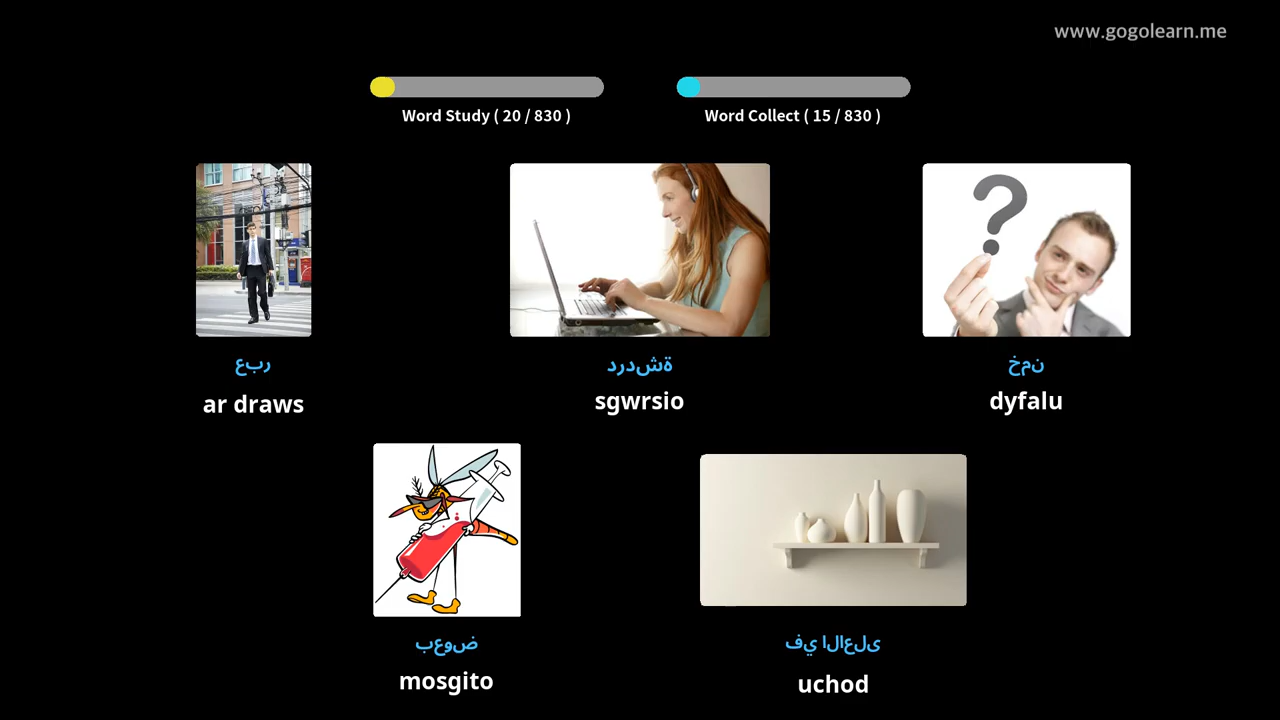 www.gogolearn.me
Word Study ( 20 / 830 )
Word Collect ( 15 / 830 )
عبر
ar draws
دردشة
sgwrsio
خمن
dyfalu
بعوض
mosgito
في الاعلى
uchod